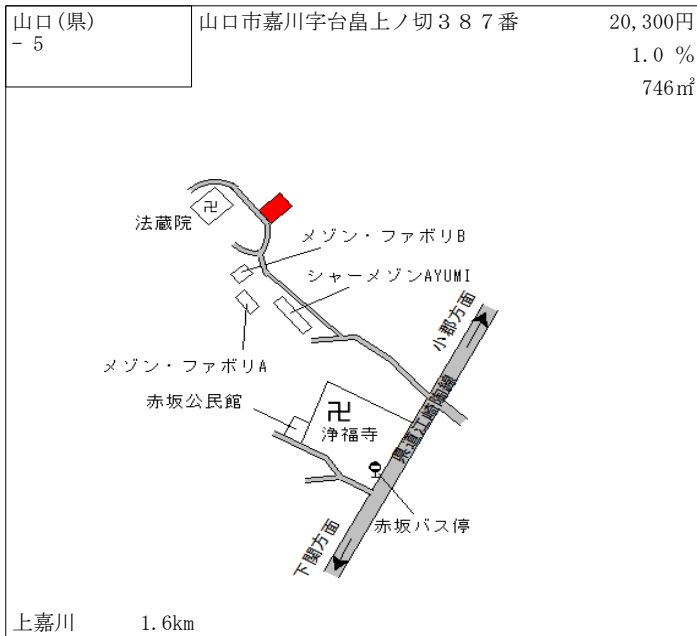 山口(県) 山口市嘉川字台畠上ノ切387番 20,300円
- 5
1.0 %
746㎡
卍
法蔵院
メゾン・ファボリB
シャーメゾンAYUMI
小郡方面
メゾン・ファボリA
赤坂公民館
卍
浄福寺
県道江崎陶線
赤坂バス停
下関方面
上嘉川 1.6km